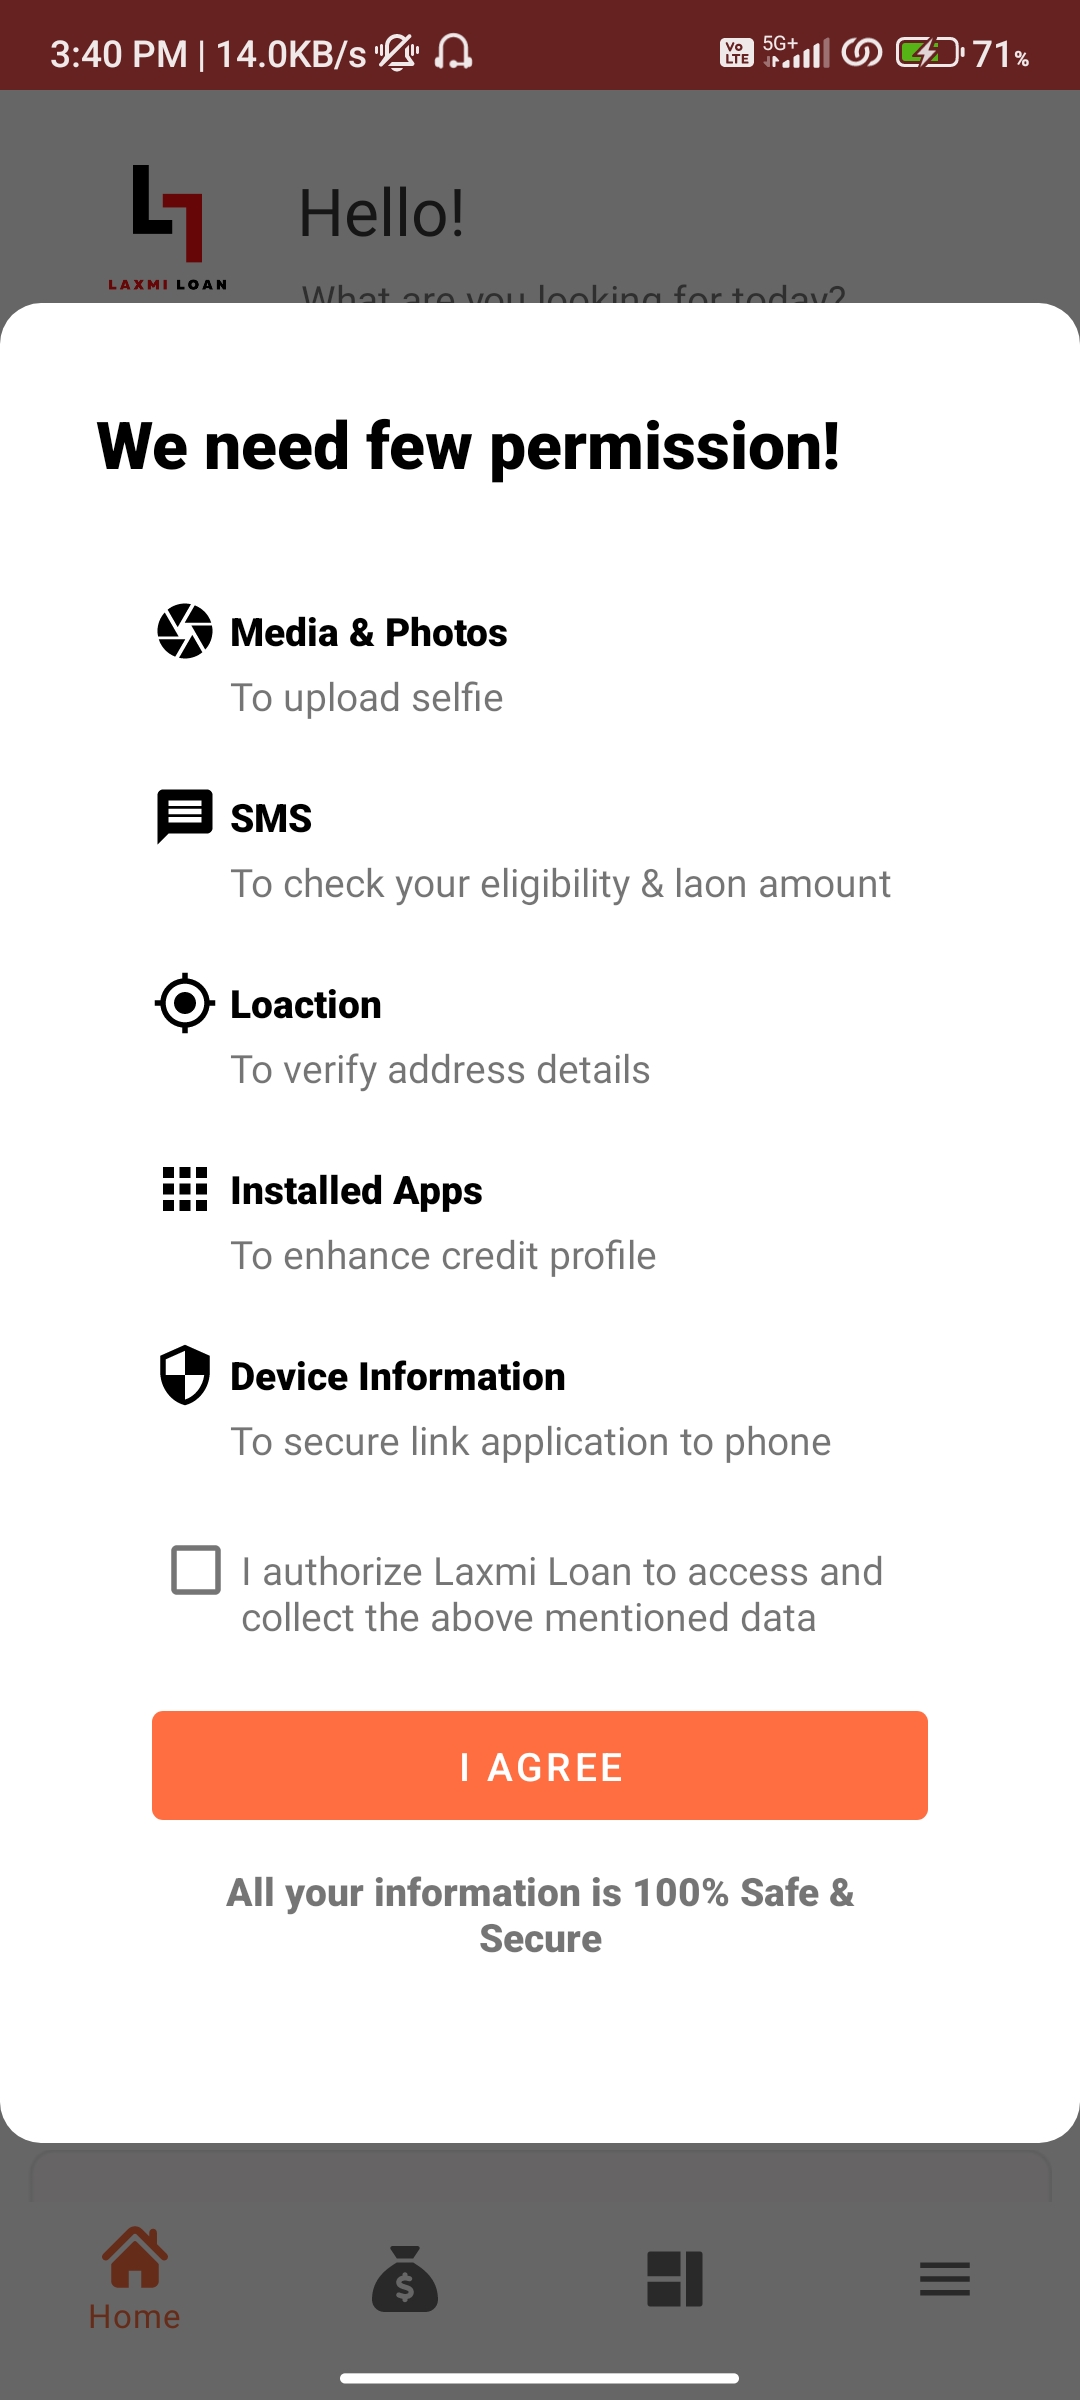 3:40 PM | 14.0KB/s Vo LTE 5G+ 71%
LAXMI LOAN
Hello!
What are you looking for today?
We need few permission!
Media & Photos
To upload selfie
SMS
To check your eligibility & laon amount
Loaction
To verify address details
Installed Apps
To enhance credit profile
Device Information
To secure link application to phone
I authorize Laxmi Loan to access and
collect the above mentioned data
I AGREE
All your information is 100% Safe &
Secure
$
Home